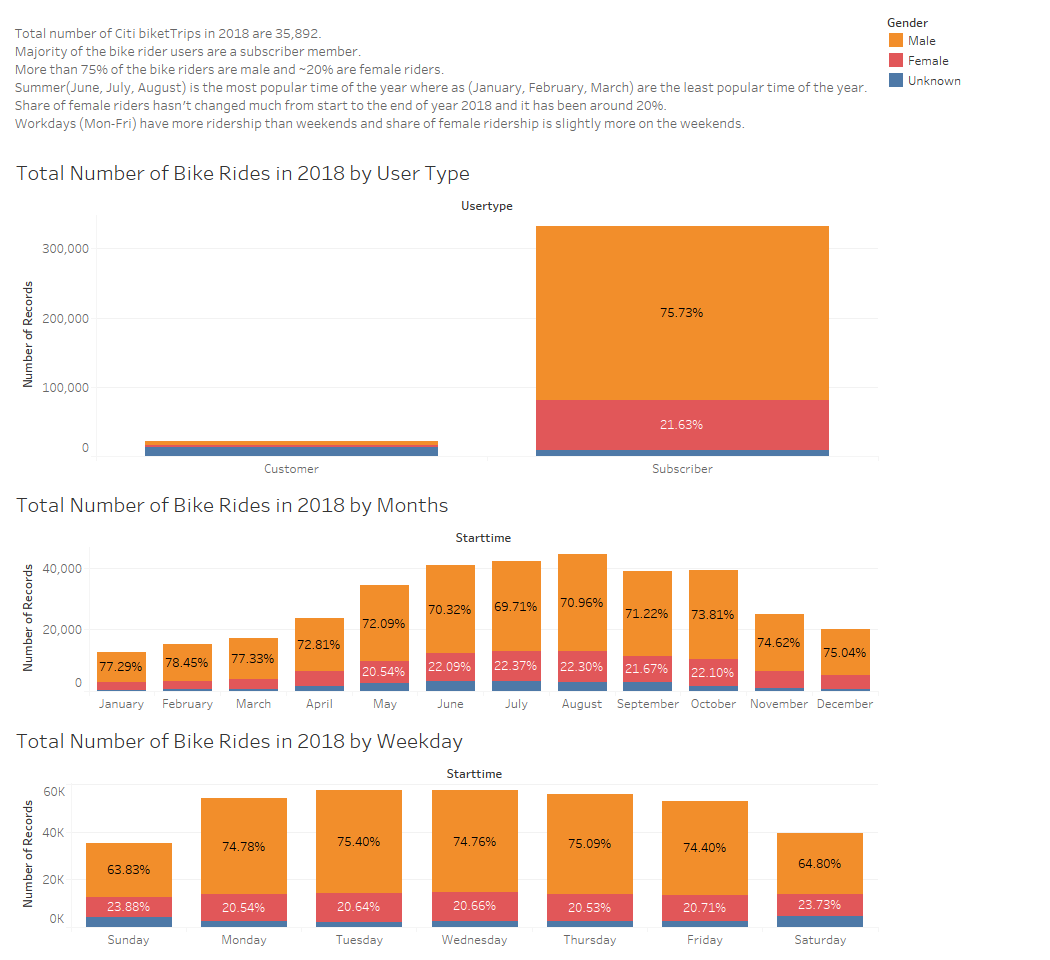 Total number of Citi biketTrips in 2018 are 35,892.
Majority of the bike rider users are a subscriber member.
More than 75% of the bike riders are male and ~20% are female riders.
Summer(June, July, August) is the most popular time of the year where as (January, February, March) are the least popular time of the year.
Share of female riders hasn't changed much from start to the end of year 2018 and it has been around 20%.
Workdays (Mon-Fri) have more ridership than weekends and share of female ridership is slightly more on the weekends.
Gender
Male
Female
Unknown
Total Number of Bike Rides in 2018 by User Type
Usertype
Number of Records
300,000
200,000
100,000
0
75.73%
21.63%
Customer Subscriber
Total Number of Bike Rides in 2018 by Months
Starttime
Number of Records
40,000
20,000
0
77.29% 78.45% 77.33% 72.81% 72.09% 70.32% 69.71% 70.96% 71.22% 73.81% 74.62% 75.04%
20.54% 22.09% 22.37% 22.30% 21.67% 22.10%
January February March April May June July August September October November December
Total Number of Bike Rides in 2018 by Weekday
Starttime
Number of Records
60K
40K
20K
0K
63.83% 74.78% 75.40% 74.76% 75.09% 74.40% 64.80%
23.88% 20.54% 20.64% 20.66% 20.53% 20.71% 23.73%
Sunday Monday Tuesday Wednesday Thursday Friday Saturday